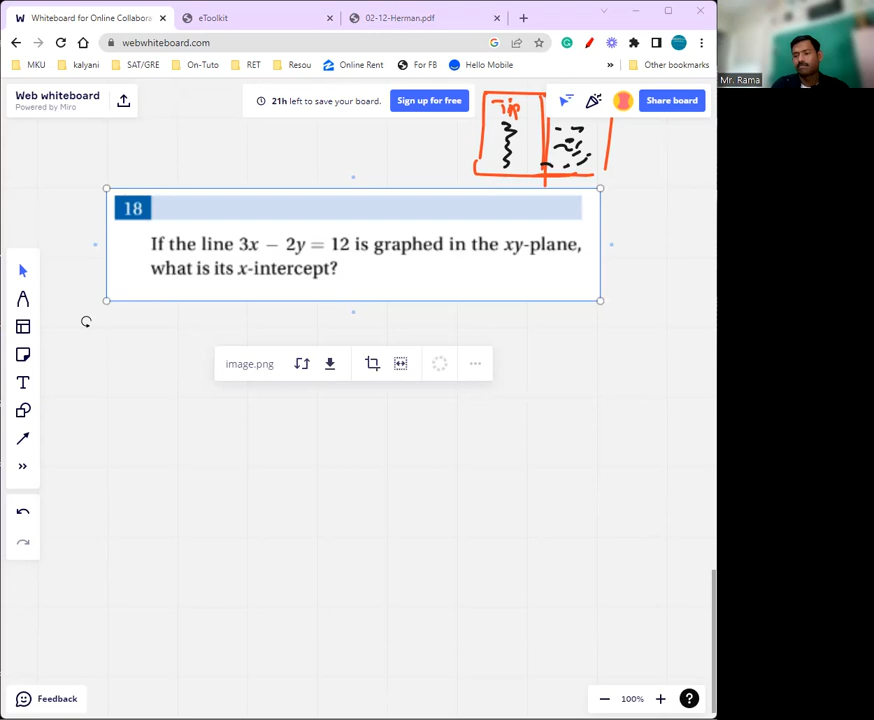 Whiteboard for Online Collabora
eToolkit
02-12-Herman.pdf
webwhiteboard.com
MKU
kalyani
SAT/GRE
On-Tuto
RET
Resou
Online Rent
For FB
Hello Mobile
»
Other bookmarks
Mr. Rama
Web whiteboard
Powered by Miro
21h left to save your board.
Sign up for free
Share board
Tip
18
If the line 3x − 2y = 12 is graphed in the xy-plane,
what is its x-intercept?
image.png
Feedback
100%